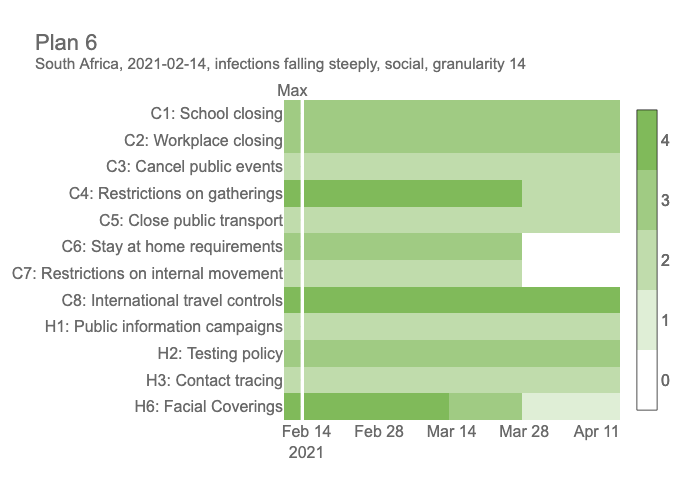 Plan 6
South Africa, 2021-02-14, infections falling steeply, social, granularity 14
Max
C1: School closing
C2: Workplace closing
C3: Cancel public events
C4: Restrictions on gatherings
C5: Close public transport
C6: Stay at home requirements
C7: Restrictions on internal movement
C8: International travel controls
H1: Public information campaigns
H2: Testing policy
H3: Contact tracing
H6: Facial Coverings
Feb 14 Feb 28 Mar 14 Mar 28 Apr 11
2021
4
3
2
1
0